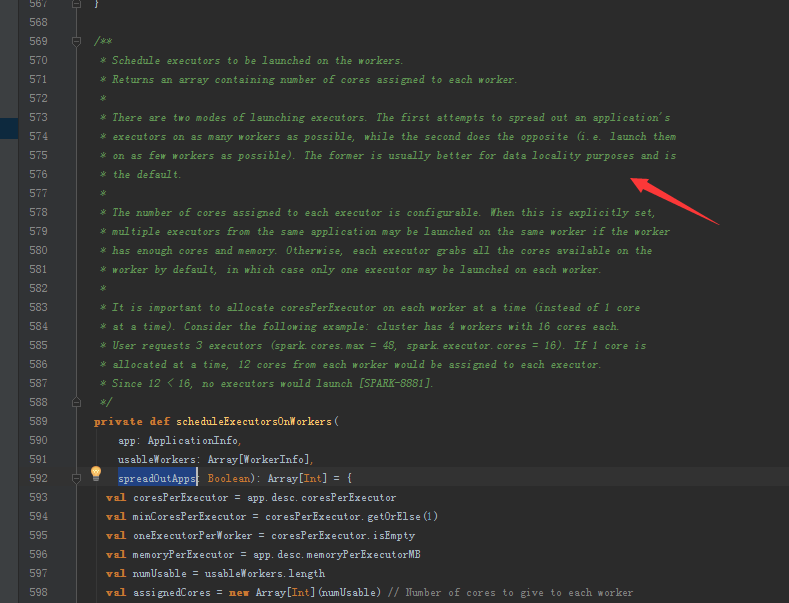 567 }
568
569 /**
570 * Schedule executors to be launched on the workers.
571 * Returns an array containing number of cores assigned to each worker.
572 *
573 * There are two modes of launching executors. The first attempts to spread out an application's
574 * executors on as many workers as possible, while the second does the opposite (i.e. launch them
575 * on as few workers as possible). The former is usually better for data locality purposes and is
576 * the default.
577 *
578 * The number of cores assigned to each executor is configurable. When this is explicitly set,
579 * multiple executors from the same application may be launched on the same worker if the worker
580 * has enough cores and memory. Otherwise, each executor grabs all the cores available on the
581 * worker by default, in which case only one executor may be launched on each worker.
582 *
583 * It is important to allocate coresPerExecutor on each worker at a time (instead of 1 core
584 * at a time). Consider the following example: cluster has 4 workers with 16 cores each.
585 * User requests 3 executors (spark.cores.max = 48, spark.executor.cores = 16). If 1 core is
586 * allocated at a time, 12 cores from each worker would be assigned to each executor.
587 * Since 12 < 16, no executors would launch [SPARK-8881].
588 */
589 private def scheduleExecutorsOnWorkers(
590 app: ApplicationInfo,
591 usableWorkers: Array[WorkerInfo],
592 spreadOutApps: Boolean): Array[Int] = {
593 val coresPerExecutor = app.desc.coresPerExecutor
594 val minCoresPerExecutor = coresPerExecutor.getOrElse(1)
595 val oneExecutorPerWorker = coresPerExecutor.isEmpty
596 val memoryPerExecutor = app.desc.memoryPerExecutorMB
597 val numUsable = usableWorkers.length
598 val assignedCores = new Array[Int](numUsable) // Number of cores to give to each worker